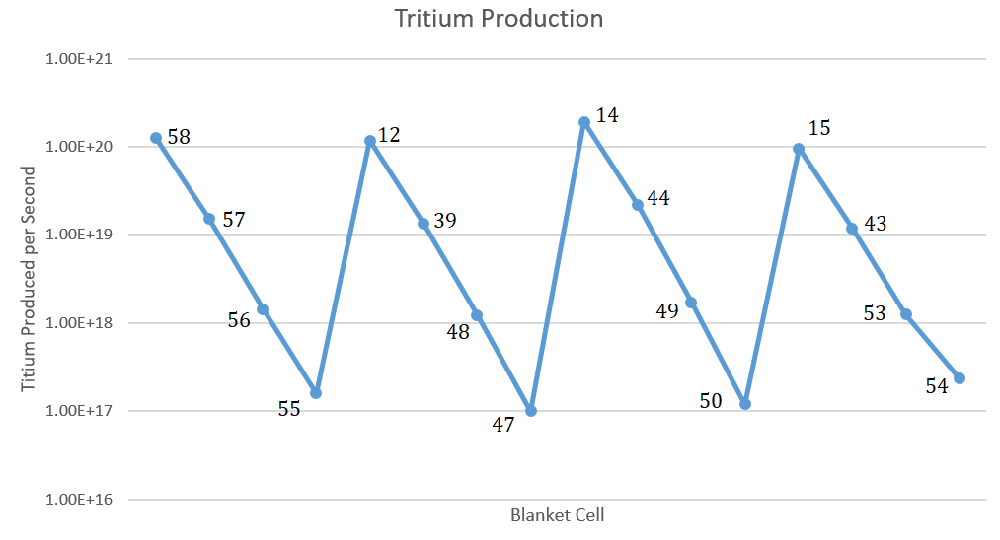 Tritium Production
1.00E+21
1.00E+20
1.00E+19
1.00E+18
1.00E+17
1.00E+16
Titium Produced per Second
58
57
56
55
12
39
48
47
14
44
49
50
15
43
53
54
Blanket Cell